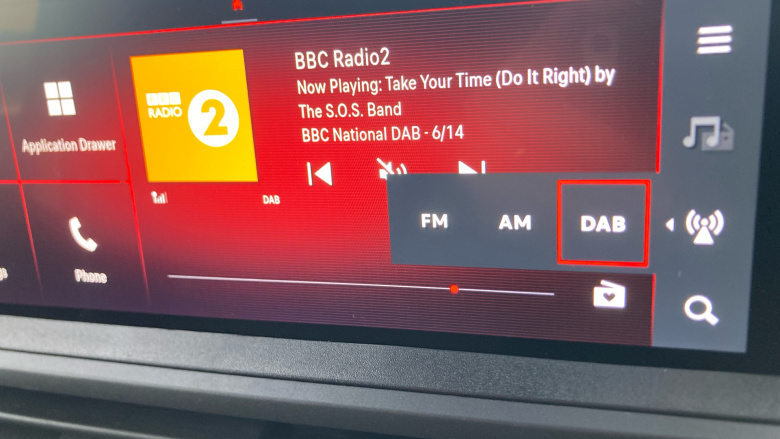 BBC Radio2
Now Playing: Take Your Time (Do It Right) by
The S.O.S. Band
BBC National DAB - 6/14
BBC
RADIO 2
Application Drawer
DAB
FM AM DAB
Phone
gs